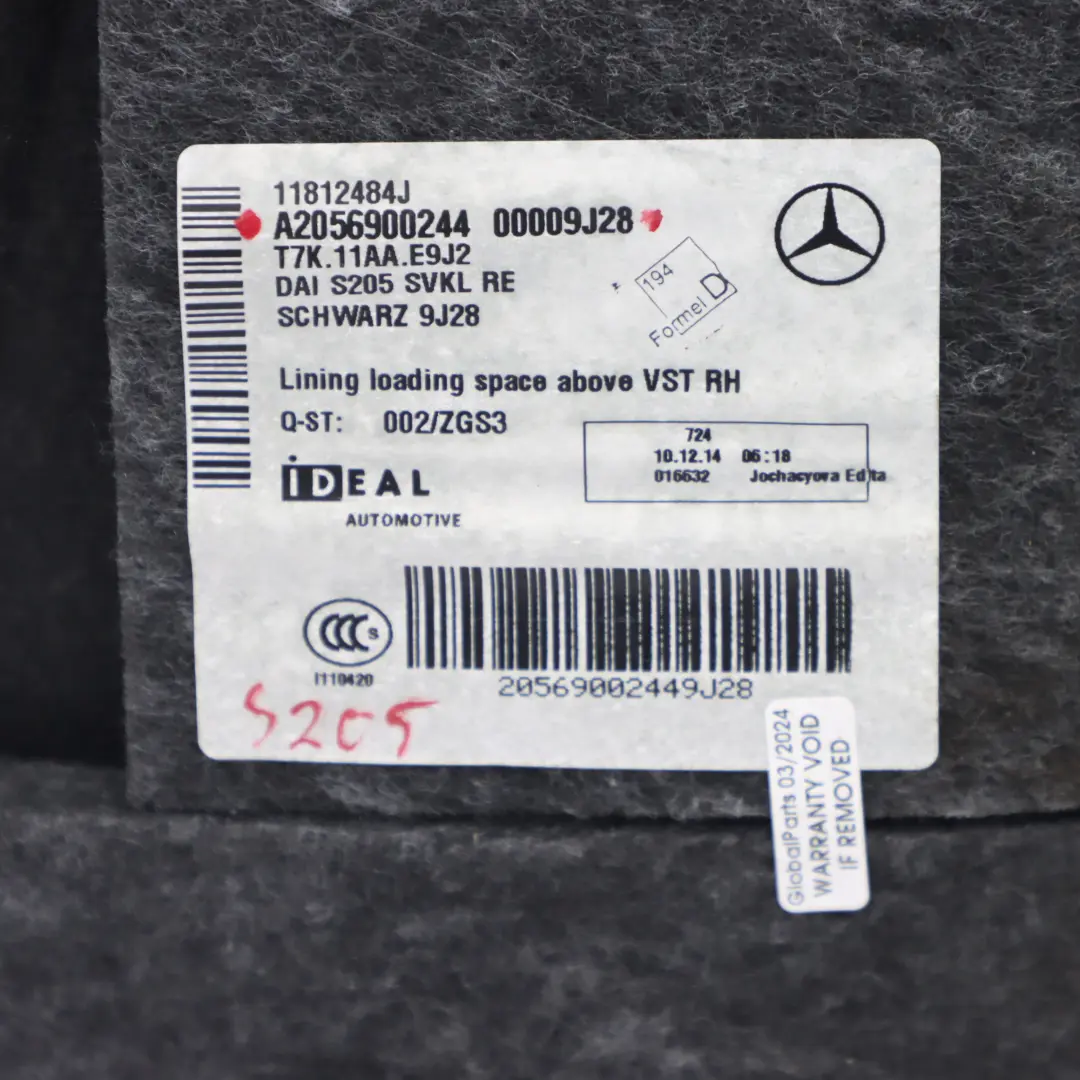 11812484J
A2056900244 00009J28
T7K.11AA.E9J2
DAI S205 SVKL RE
SCHWARZ 9J28
194
Formel D
Lining loading space above VST RH
Q-ST: 002/ZGS3
724
10.12.14 06:18
016632 Jochacyova Edita
iDEAL
AUTOMOTIVE
CCC S
I110420
20569002449J28
S205
GlobalParts 03/2024
WARRANTY VOID
IF REMOVED